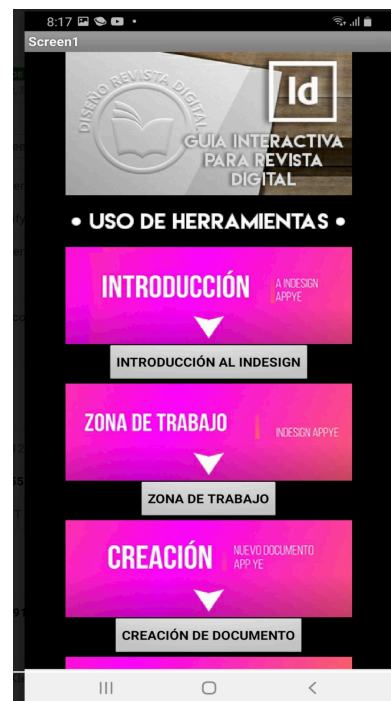 8:17
Screen1
DISEÑO REVISTA DIGITAL
Id
GUIA INTERACTIVA
PARA REVISTA
DIGITAL
• USO DE HERRAMIENTAS •
INTRODUCCIÓN
A INDESIGN
APPYE
INTRODUCCIÓN AL INDESIGN
ZONA DE TRABAJO
INDESIGN APPYE
ZONA DE TRABAJO
CREACIÓN
NUEVO DOCUMENTO
APP YE
CREACIÓN DE DOCUMENTO